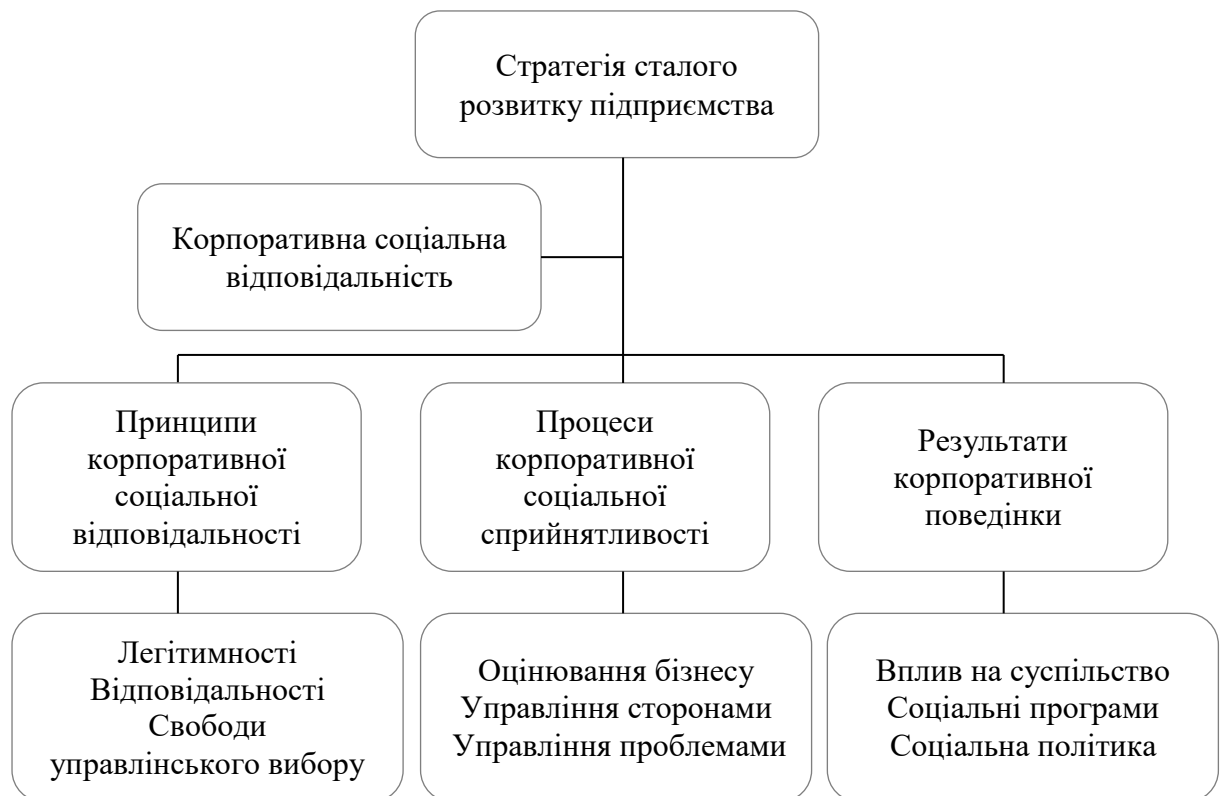 Стратегія сталого
розвитку підприємства
Корпоративна соціальна
відповідальність
Принципи
корпоративної
соціальної
відповідальності
Процеси
корпоративної
соціальної
сприйнятливості
Результати
корпоративної
поведінки
Легітимності
Відповідальності
Свободи
управлінського вибору
Оцінювання бізнесу
Управління сторонами
Управління проблемами
Вплив на суспільство
Соціальні програми
Соціальна політика